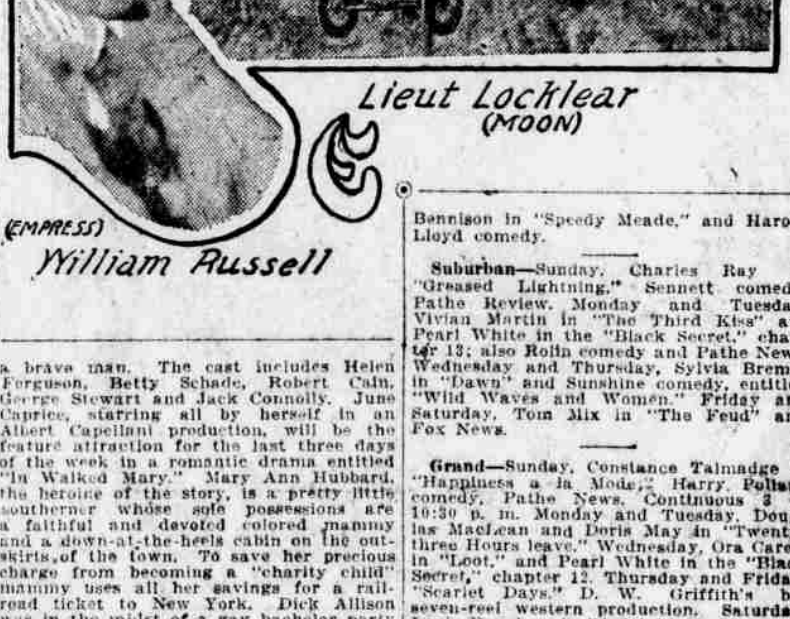 Lieut Locklear
(MOON)
(EMPRESS)
William Russell
a brave man. The cast includes Helen
Ferguson, Betty Schade, Robert Cain,
George Stewart and Jack Connolly. June
Caprice, starring all by herself in an
Albert Capellani production, will be the
feature attraction for the last three days
of the week in a romantic drama entitled
"In Walked Mary." Mary Ann Hubbard,
the heroine of the story, is a pretty little
southerner whose sole possessions are
a faithful and devoted colored mammy
and a down-at-the-heels cabin on the out-
skirts of the town. To save her precious
charge from becoming a "charity child"
mammy uses all her savings for a rail-
road ticket to New York. Dick Allison
was in the midst of a gay bachelor party
Bennison in "Speedy Meade," and Haro
Lloyd comedy.
Suburban—Sunday, Charles Ray
"Greased Lightning," Sennett comed
Pathe Review. Monday and Tuesda
Vivian Martin in "The Third Kiss" a
Pearl White in the "Black Secret," cha
ter 13; also Rolin comedy and Pathe New
Wednesday and Thursday, Sylvia Brem
in "Dawn" and Sunshine comedy, entitle
"Wild Waves and Women." Friday a
Saturday, Tom Mix in "The Feud" an
Fox News.
Grand—Sunday, Constance Talmadge
"Happiness a la Mode," Harry Polla
comedy, Pathe News. Continuous 3
10:30 p. m. Monday and Tuesday, Dou
las MacLean and Doris May in "Twent
three Hours leave." Wednesday, Ora Care
in "Loot," and Pearl White in the "Blac
Secret," chapter 12. Thursday and Frida
"Scarlet Days," D. W. Griffith's b
seven-reel western production. Saturda